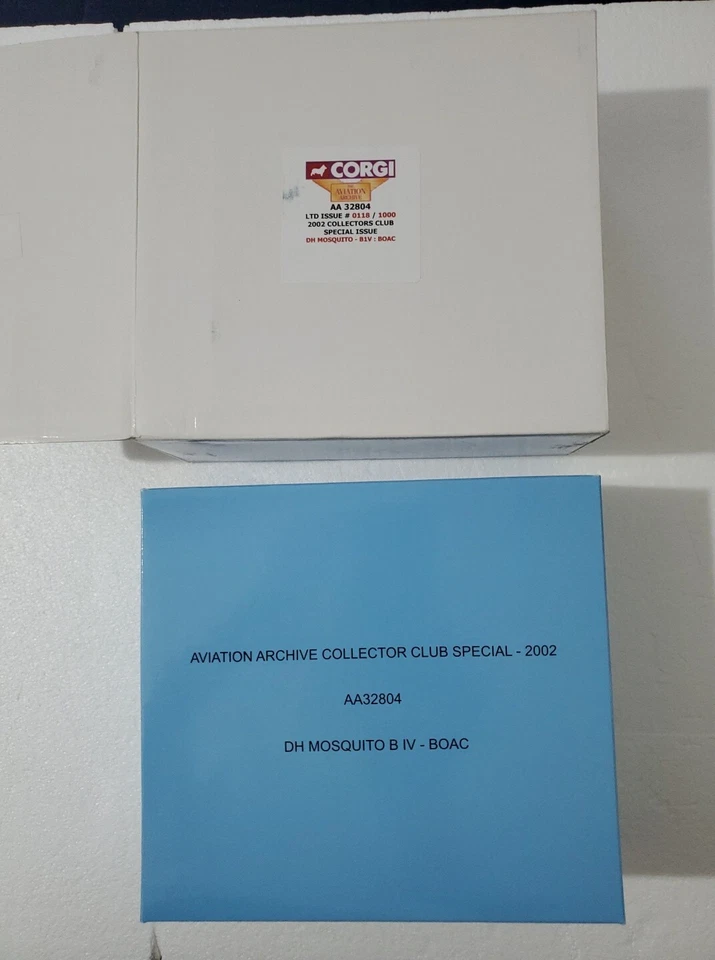 CORGI
THE
AVIATION
ARCHIVE
AA 32804
LTD ISSUE # 0118 / 1000
2002 COLLECTORS CLUB
SPECIAL ISSUE
DH MOSQUITO - B1V : BOAC
AVIATION ARCHIVE COLLECTOR CLUB SPECIAL - 2002
AA32804
DH MOSQUITO B IV - BOAC